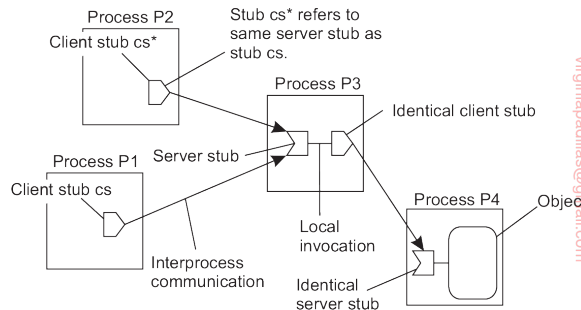 Process P2
Client stub cs*
Stub cs* refers to
same server stub as
stub cs.
Process P3
Identical client stub
Server stub
Process P1
Client stub cs
Interprocess
communication
Local
invocation
Process P4
Objec
Identical
server stub